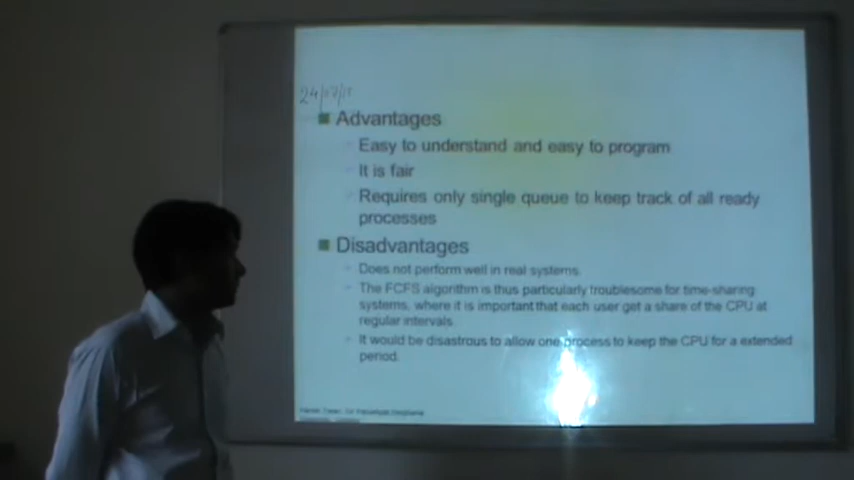 Advantages
Easy to understand and easy to program
It is fair
Requires only single queue to keep track of all ready
processes
Disadvantages
Does not perform well in real systems.
The FCFS algorithm is thus particularly troublesome for time-sharing
systems, where it is important that each user get a share of the CPU at
regular intervals.
It would be disastrous to allow one process to keep the CPU for a extended
period.